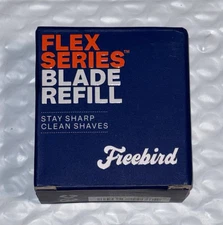 FLEX
SERIES™
BLADE
REFILL
STAY SHARP
CLEAN SHAVES
Freebird